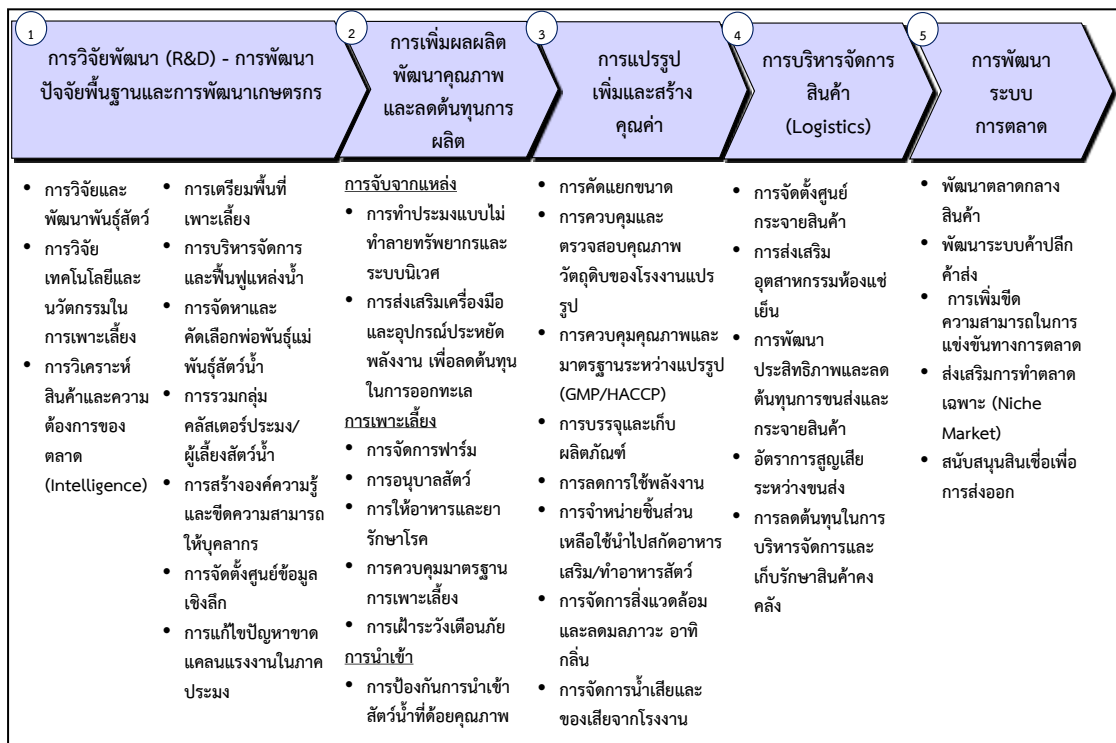 1
การวิจัยพัฒนา (R&D) - การพัฒนา
ปัจจัยพื้นฐานและการพัฒนาเกษตรกร
2
การเพิ่มผลผลิต
พัฒนาคุณภาพ
และลดต้นทุนการ
ผลิต
3
การแปรรูป
เพิ่มและสร้าง
คุณค่า
4
การบริหารจัดการ
สินค้า
(Logistics)
5
การพัฒนา
ระบบ
การตลาด
• การวิจัยและ
พัฒนาพันธุ์สัตว์
• การวิจัย
เทคโนโลยีและ
นวัตกรรมใน
การเพาะเลี้ยง
• การวิเคราะห์
สินค้าและความ
ต้องการของ
ตลาด
(Intelligence)
• การเตรียมพื้นที่
เพาะเลี้ยง
• การบริหารจัดการ
และฟื้นฟูแหล่งน้ำ
• การจัดหาและ
คัดเลือกพ่อพันธุ์แม่
พันธุ์สัตว์น้ำ
• การรวมกลุ่ม
คลัสเตอร์ประมง/
ผู้เลี้ยงสัตว์น้ำ
• การสร้างองค์ความรู้
และขีดความสามารถ
ให้บุคลากร
• การจัดตั้งศูนย์ข้อมูล
เชิงลึก
• การแก้ไขปัญหาขาด
แคลนแรงงานในภาค
ประมง
การจับจากแหล่ง
• การทำประมงแบบไม่
ทำลายทรัพยากรและ
ระบบนิเวศ
• การส่งเสริมเครื่องมือ
และอุปกรณ์ประหยัด
พลังงาน เพื่อลดต้นทุน
ในการออกทะเล
การเพาะเลี้ยง
• การจัดการฟาร์ม
• การอนุบาลสัตว์
• การให้อาหารและยา
รักษาโรค
• การควบคุมมาตรฐาน
การเพาะเลี้ยง
• การเฝ้าระวังเตือนภัย
การนำเข้า
• การป้องกันการนำเข้า
สัตว์น้ำที่ด้อยคุณภาพ
• การคัดแยกขนาด
• การควบคุมและ
ตรวจสอบคุณภาพ
วัตถุดิบของโรงงานแปร
รูป
• การควบคุมคุณภาพและ
มาตรฐานระหว่างแปรรูป
(GMP/HACCP)
• การบรรจุและเก็บ
ผลิตภัณฑ์
• การลดการใช้พลังงาน
• การจำหน่ายชิ้นส่วน
เหลือใช้นำไปสกัดอาหาร
เสริม/ทำอาหารสัตว์
• การจัดการสิ่งแวดล้อม
และลดมลภาวะ อาทิ
กลิ่น
• การจัดการน้ำเสียและ
ของเสียจากโรงงาน
• การจัดตั้งศูนย์
กระจายสินค้า
• การส่งเสริม
อุตสาหกรรมห้องแช่
เย็น
• การพัฒนา
ประสิทธิภาพและลด
ต้นทุนการขนส่งและ
กระจายสินค้า
• อัตราการสูญเสีย
ระหว่างขนส่ง
• การลดต้นทุนในการ
บริหารจัดการและ
เก็บรักษาสินค้าคง
คลัง
• พัฒนาตลาดกลาง
สินค้า
• พัฒนาระบบค้าปลีก
ค้าส่ง
• การเพิ่มขีด
ความสามารถในการ
แข่งขันทางการตลาด
• ส่งเสริมการทำตลาด
เฉพาะ (Niche
Market)
• สนับสนุนสินเชื่อเพื่อ
การส่งออก